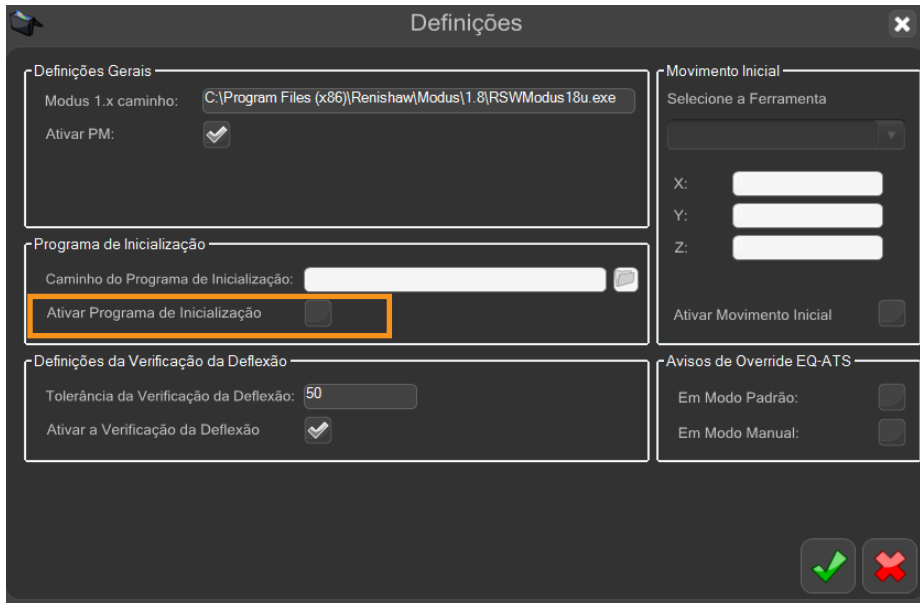 Definições
Definições Gerais
Modus 1.x caminho: C:\Program Files (x86)\Renishaw\Modus\1.8\RSWModus18u.exe
Ativar PM:
Programa de Inicialização
Caminho do Programa de Inicialização:
Ativar Programa de Inicialização
Definições da Verificação da Deflexão
Tolerância da Verificação da Deflexão: 50
Ativar a Verificação da Deflexão
Movimento Inicial
Selecione a Ferramenta
X:
Y:
Z:
Ativar Movimento Inicial
Avisos de Override EQ-ATS
Em Modo Padrão:
Em Modo Manual: